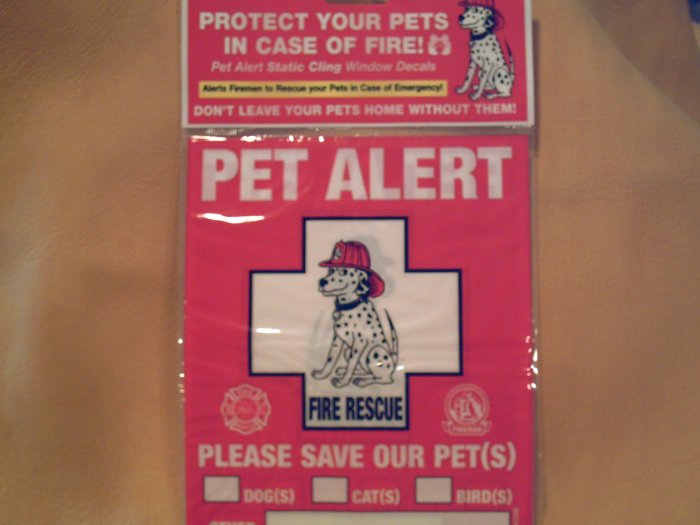 PROTECT YOUR PETS
IN CASE OF FIRE!
Pet Alert Static Cling Window Decals
Alerts Firemen to Rescue your Pets in Case of Emergency!
DON'T LEAVE YOUR PETS HOME WITHOUT THEM!
PET ALERT
FIRE RESCUE
PLEASE SAVE OUR PET(S)
DOG(S) CAT(S) BIRD(S)